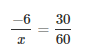 −6/x = 30/60